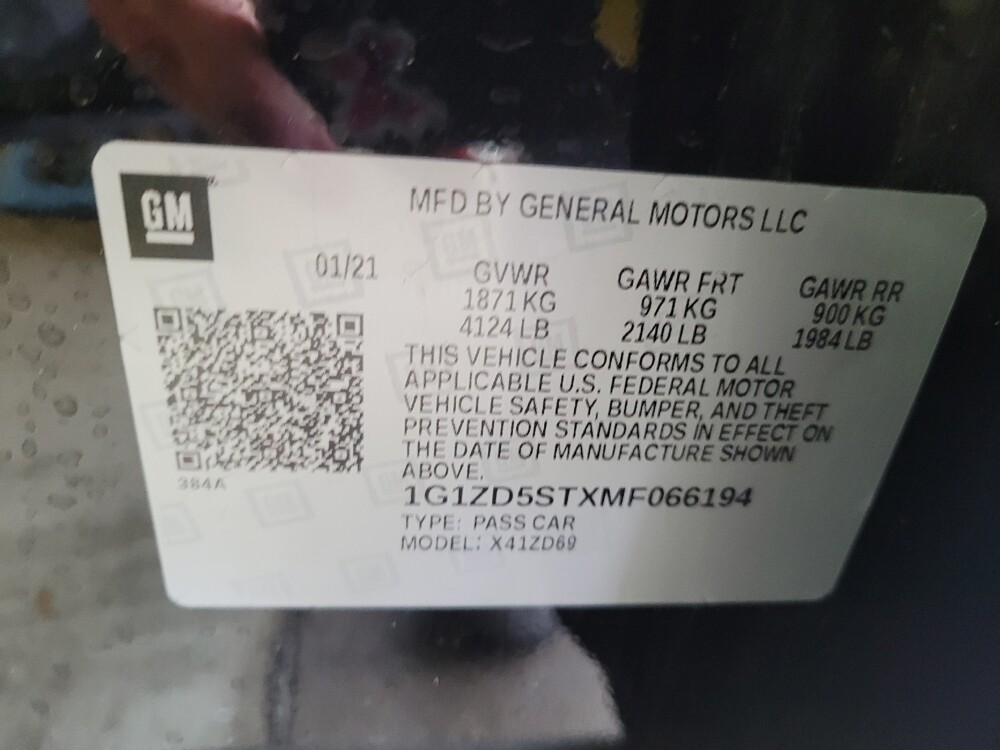 GM
MFD BY GENERAL MOTORS LLC
01/21
GVWR GAWR FRT GAWR RR
1871 KG 971 KG 900 KG
4124 LB 2140 LB 1984 LB
THIS VEHICLE CONFORMS TO ALL
APPLICABLE U.S. FEDERAL MOTOR
VEHICLE SAFETY, BUMPER, AND THEFT
PREVENTION STANDARDS IN EFFECT ON
THE DATE OF MANUFACTURE SHOWN
ABOVE.
384A
1G1ZD5STXMF066194
TYPE: PASS CAR
MODEL: X41ZD69